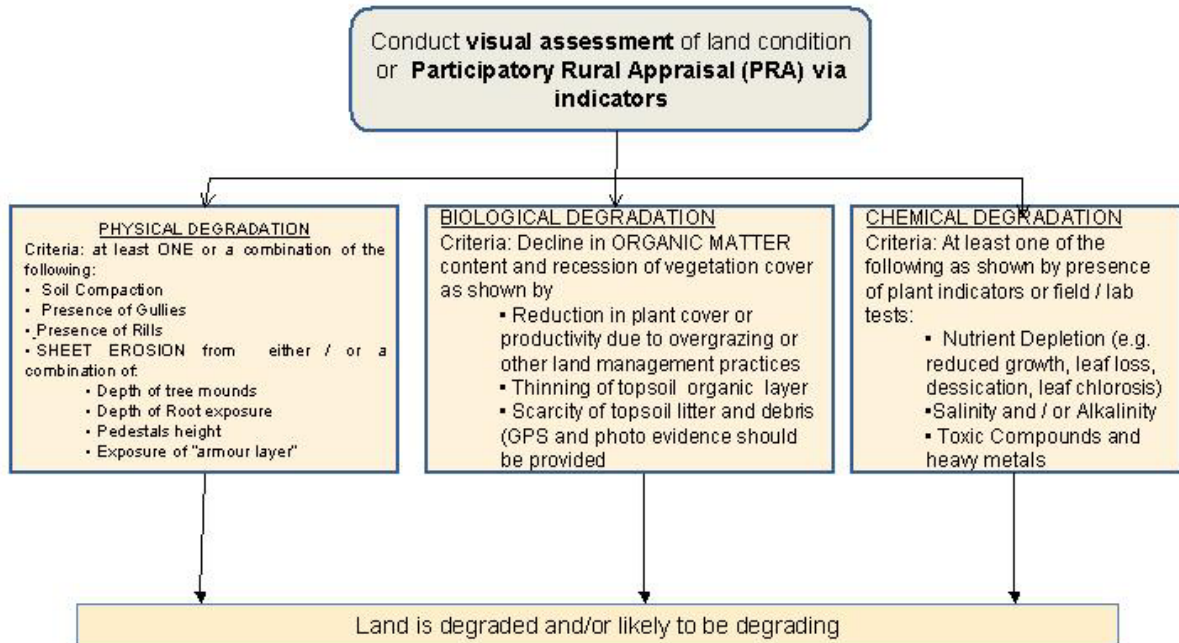 Conduct visual assessment of land condition
or Participatory Rural Appraisal (PRA) via
indicators
PHYSICAL DEGRADATION
Criteria: at least ONE or a combination of the
following:
• Soil Compaction
• Presence of Gullies
• Presence of Rills
• SHEET EROSION from either / or a
combination of:
• Depth of tree mounds
• Depth of Root exposure
• Pedestals height
• Exposure of "armour layer"
BIOLOGICAL DEGRADATION
Criteria: Decline in ORGANIC MATTER
content and recession of vegetation cover
as shown by
▪ Reduction in plant cover or
productivity due to overgrazing or
other land management practices
▪ Thinning of topsoil organic layer
▪ Scarcity of topsoil litter and debris
(GPS and photo evidence should
be provided
CHEMICAL DEGRADATION
Criteria: At least one of the
following as shown by presence
of plant indicators or field / lab
tests:
▪ Nutrient Depletion (e.g.
reduced growth, leaf loss,
dessication, leaf chlorosis)
▪Salinity and / or Alkalinity
▪ Toxic Compounds and
heavy metals
Land is degraded and/or likely to be degrading